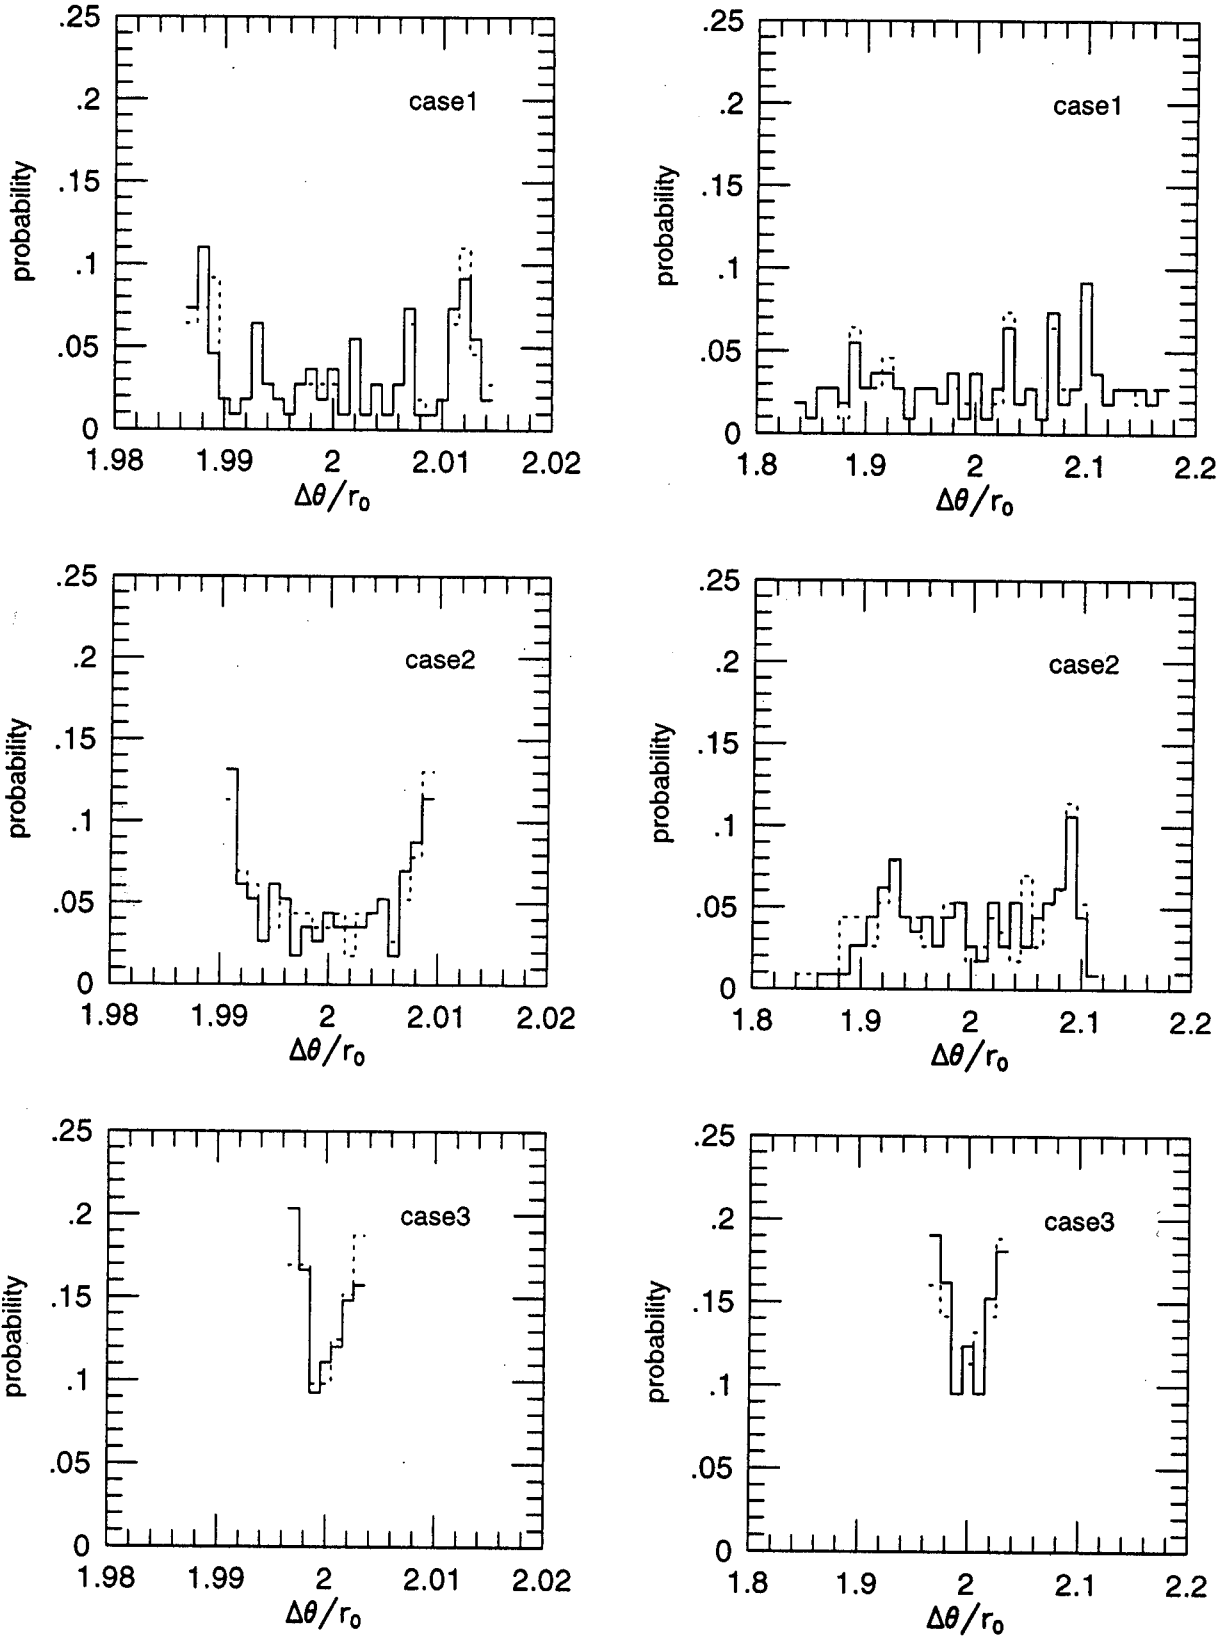 .25
.2
.15
.1
.05
0
probability
case1
1.98 1.99 2 2.01 2.02
Δθ/r₀
.25
.2
.15
.1
.05
0
probability
case1
1.8 1.9 2 2.1 2.2
Δθ/r₀
.25
.2
.15
.1
.05
0
probability
case2
1.98 1.99 2 2.01 2.02
Δθ/r₀
.25
.2
.15
.1
.05
0
probability
case2
1.8 1.9 2 2.1 2.2
Δθ/r₀
.25
.2
.15
.1
.05
0
probability
case3
1.98 1.99 2 2.01 2.02
Δθ/r₀
.25
.2
.15
.1
.05
0
probability
case3
1.8 1.9 2 2.1 2.2
Δθ/r₀